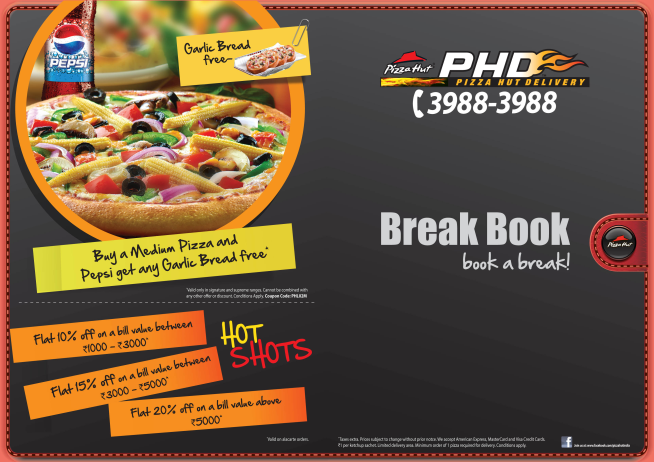 PEPSI
Garlic Bread
free~
Buy a Medium Pizza and
Pepsi get any Garlic Bread free*
*Valid only in signature and supreme ranges. Cannot be combined with
any other offer or discount. Conditions Apply. Coupon Code: PHL02M
Flat 10% off on a bill value between
₹1000 – ₹3000*
Flat 15% off on a bill value between
₹3000 – ₹5000*
Flat 20% off on a bill value above
₹5000*
HOT
SHOTS
*Valid on alacarte orders.
Pizza Hut PHD
PIZZA HUT DELIVERY
3988-3988
Break Book
book a break!
Pizza Hut
*Taxes extra. Prices subject to change without prior notice. We accept American Express, MasterCard and Visa Credit Cards.
₹1 per ketchup sachet. Limited delivery area. Minimum order of 1 pizza required for delivery. Conditions apply.
f